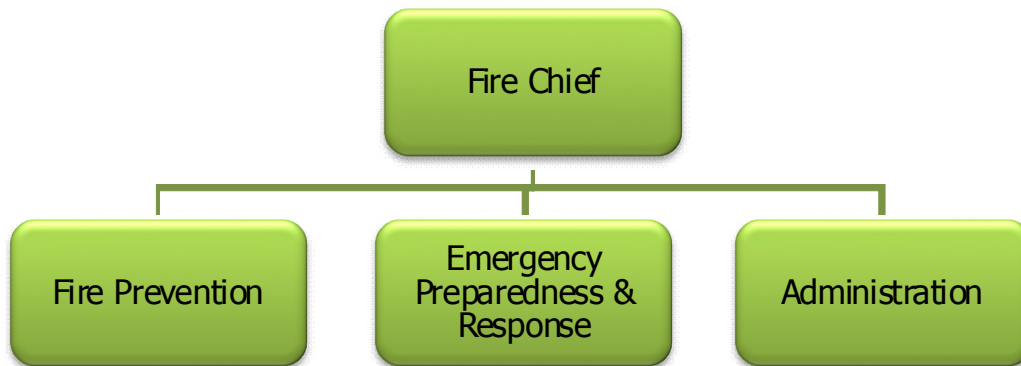 Fire Chief
Fire Prevention
Emergency
Preparedness &
Response
Administration